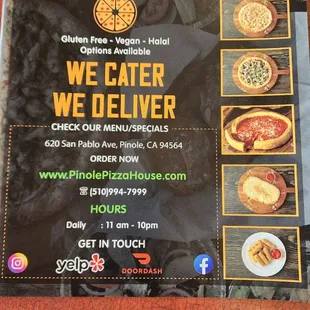 Gluten Free - Vegan - Halal
Options Available
WE CATER
WE DELIVER
CHECK OUR MENU/SPECIALS
620 San Pablo Ave, Pinole, CA 94564
ORDER NOW
www.PinolePizzaHouse.com
(510)994-7999
HOURS
Daily : 11 am - 10pm
GET IN TOUCH
yelp
DOORDASH